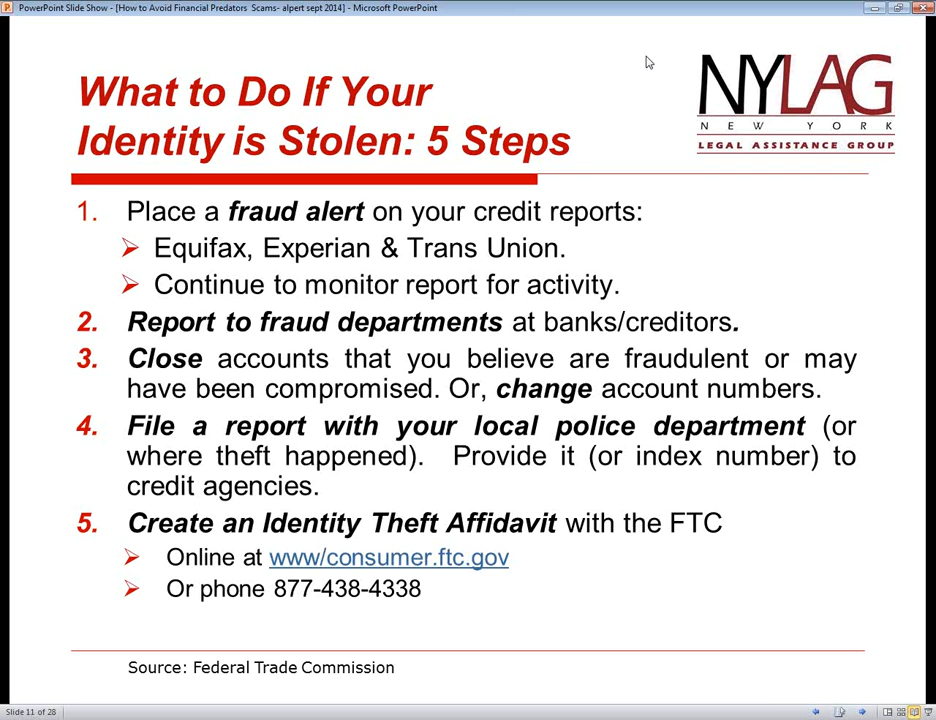 PowerPoint Slide Show - [How to Avoid Financial Predators  Scams- alpert sept 2014] - Microsoft PowerPoint
What to Do If Your
Identity is Stolen: 5 Steps
NYLAG
NEW YORK
LEGAL ASSISTANCE GROUP
1. Place a fraud alert on your credit reports:
Equifax, Experian & Trans Union.
Continue to monitor report for activity.
2. Report to fraud departments at banks/creditors.
3. Close accounts that you believe are fraudulent or may
have been compromised. Or, change account numbers.
4. File a report with your local police department (or
where theft happened).  Provide it (or index number) to
credit agencies.
5. Create an Identity Theft Affidavit with the FTC
Online at www/consumer.ftc.gov
Or phone 877-438-4338
Source: Federal Trade Commission
Slide 11 of 28